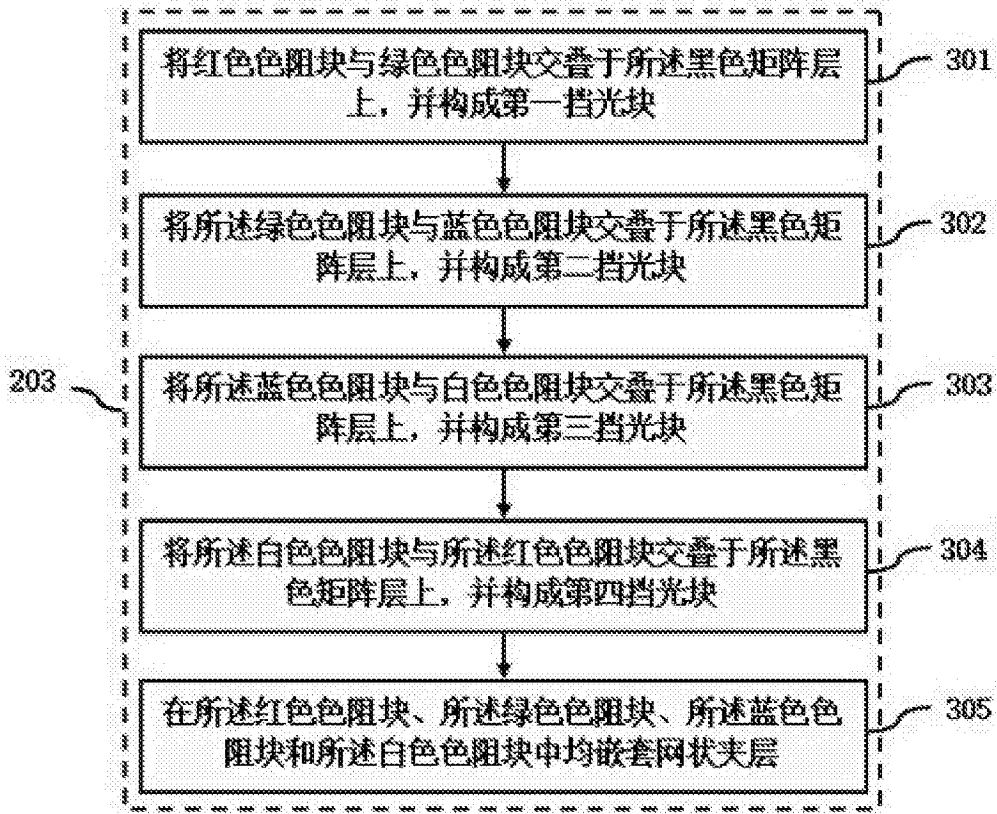 将红色色阻块与绿色色阻块交叠于所述黑色矩阵层
上，并构成第一挡光块
301
将所述绿色色阻块与蓝色色阻块交叠于所述黑色矩
阵层上，并构成第二挡光块
302
203
将所述蓝色色阻块与白色色阻块交叠于所述黑色矩
阵层上，并构成第三挡光块
303
将所述白色色阻块与所述红色色阻块交叠于所述黑
色矩阵层上，并构成第四挡光块
304
在所述红色色阻块、所述绿色色阻块、所述蓝色色
阻块和所述白色色阻块中均嵌套网状夹层
305